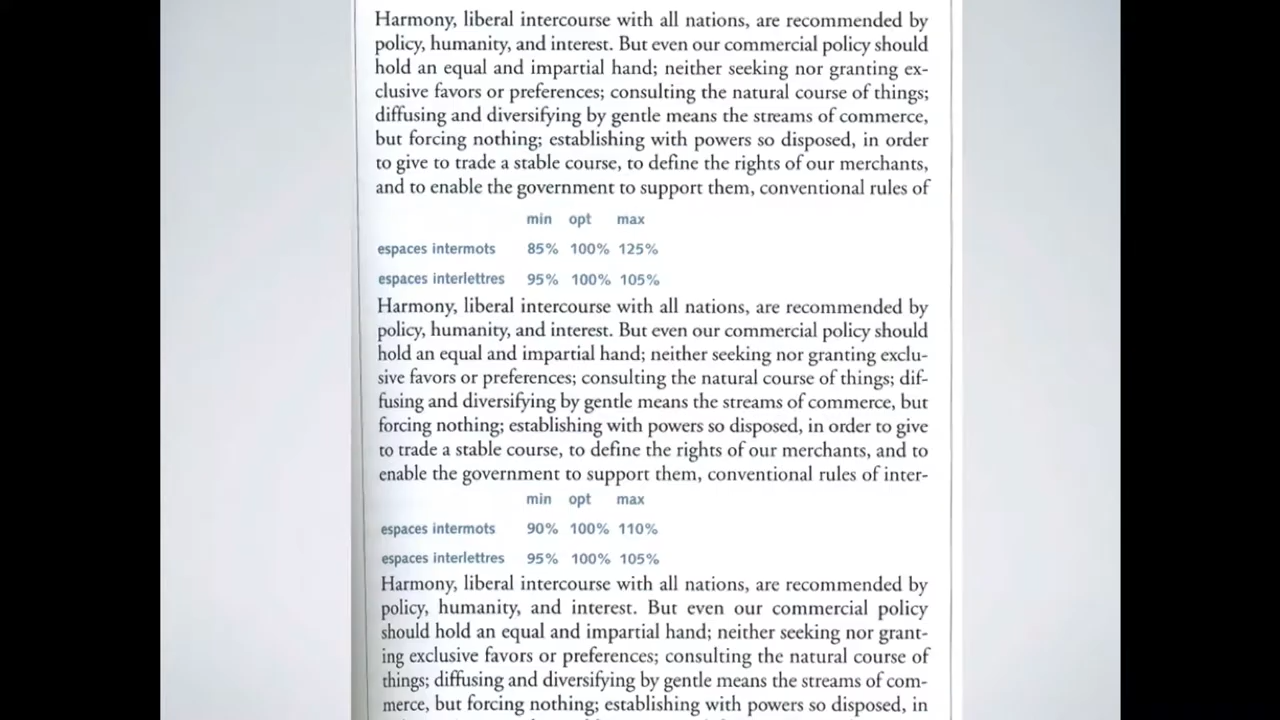 Harmony, liberal intercourse with all nations, are recommended by
policy, humanity, and interest. But even our commercial policy should
hold an equal and impartial hand; neither seeking nor granting ex-
clusive favors or preferences; consulting the natural course of things;
diffusing and diversifying by gentle means the streams of commerce,
but forcing nothing; establishing with powers so disposed, in order
to give to trade a stable course, to define the rights of our merchants,
and to enable the government to support them, conventional rules of
min opt max
espaces intermots 85% 100% 125%
espaces interlettres 95% 100% 105%
Harmony, liberal intercourse with all nations, are recommended by
policy, humanity, and interest. But even our commercial policy should
hold an equal and impartial hand; neither seeking nor granting exclu-
sive favors or preferences; consulting the natural course of things; dif-
fusing and diversifying by gentle means the streams of commerce, but
forcing nothing; establishing with powers so disposed, in order to give
to trade a stable course, to define the rights of our merchants, and to
enable the government to support them, conventional rules of inter-
min opt max
espaces intermots 90% 100% 110%
espaces interlettres 95% 100% 105%
Harmony, liberal intercourse with all nations, are recommended by
policy, humanity, and interest. But even our commercial policy
should hold an equal and impartial hand; neither seeking nor grant-
ing exclusive favors or preferences; consulting the natural course of
things; diffusing and diversifying by gentle means the streams of com-
merce, but forcing nothing; establishing with powers so disposed, in